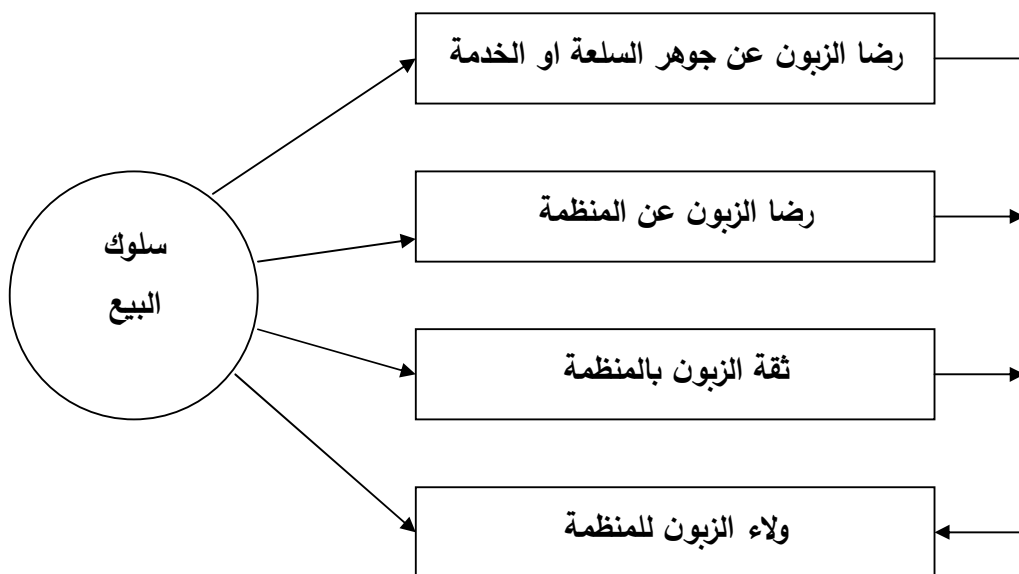 رضا الزبون عن جوهر السلعة او الخدمة
رضا الزبون عن المنظمة
سلوك
البيع
ثقة الزبون بالمنظمة
ولاء الزبون للمنظمة